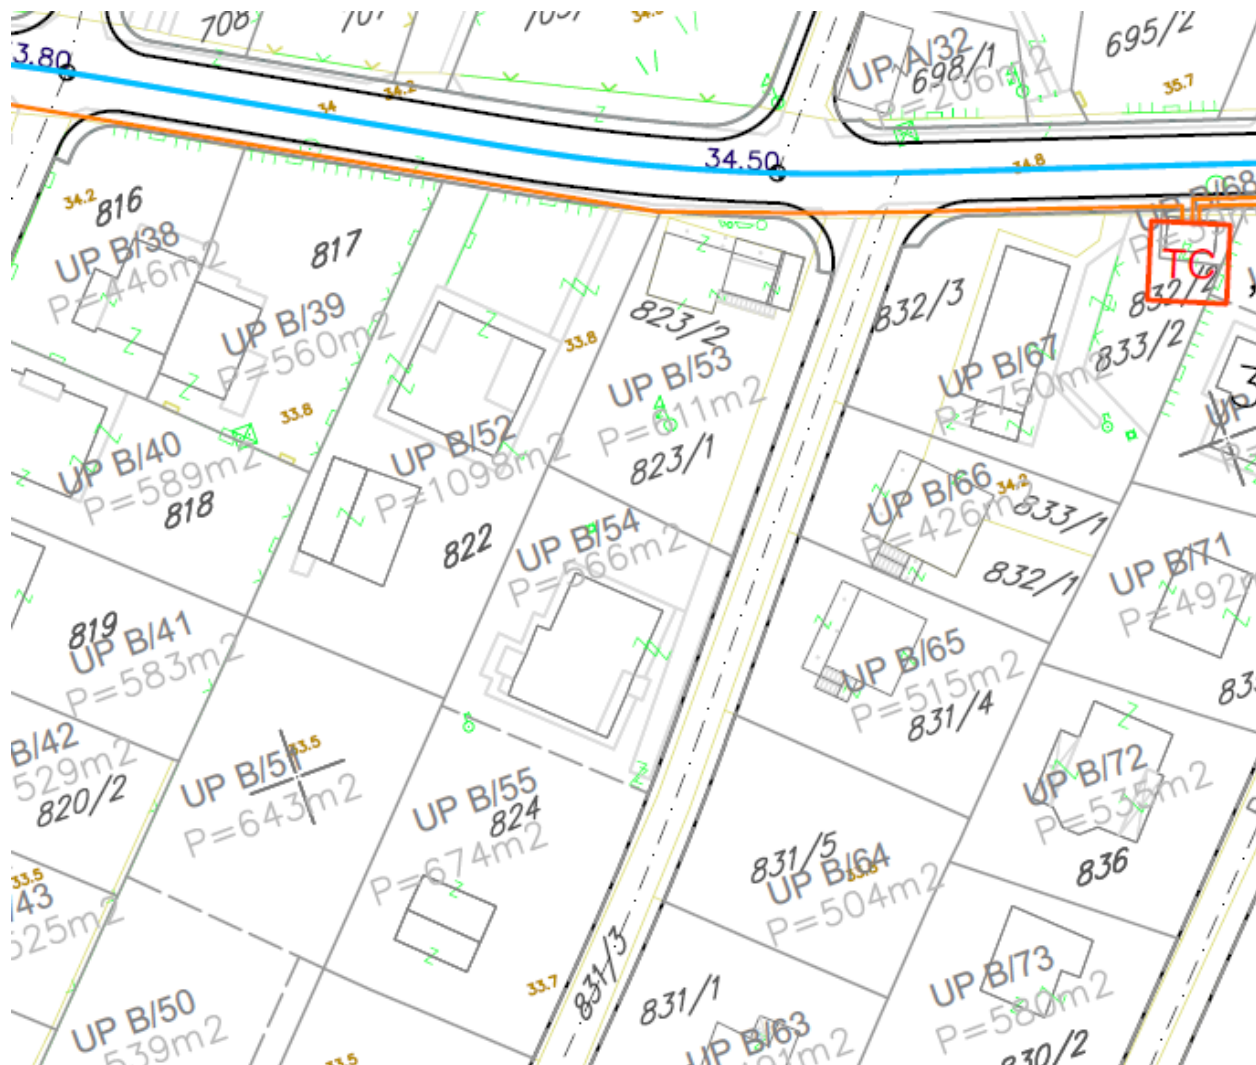 708
34.2
UP A/32
698/1
P=206m2
695/2
35.7
33.80
34
34.50
34.8
34.2
816
UP B/38
P=446m2
817
UP B/39
P=560m2
33.8
33.8
823/2
UP B/53
P=611m2
823/1
832/3
UP B/67
P=750m2
TC
832/2
833/2
UP B/40
P=589m2
818
UP B/52
P=1098m2
822
UP B/54
P=566m2
UP B/66
P=426m2
34.2
833/1
832/1
UP B/71
819
UP B/41
P=583m2
UP B/65
P=515m2
831/4
B/42
529m2
820/2
UP B/51
33.5
P=643m2
UP B/55
824
P=674m2
UP B/72
P=535m2
836
831/5
UP B/64
P=504m2
33.5
33.7
831/3
831/1
UP B/73
P=580m2
UP B/50
539m2
33.5
UP B/63
830/2